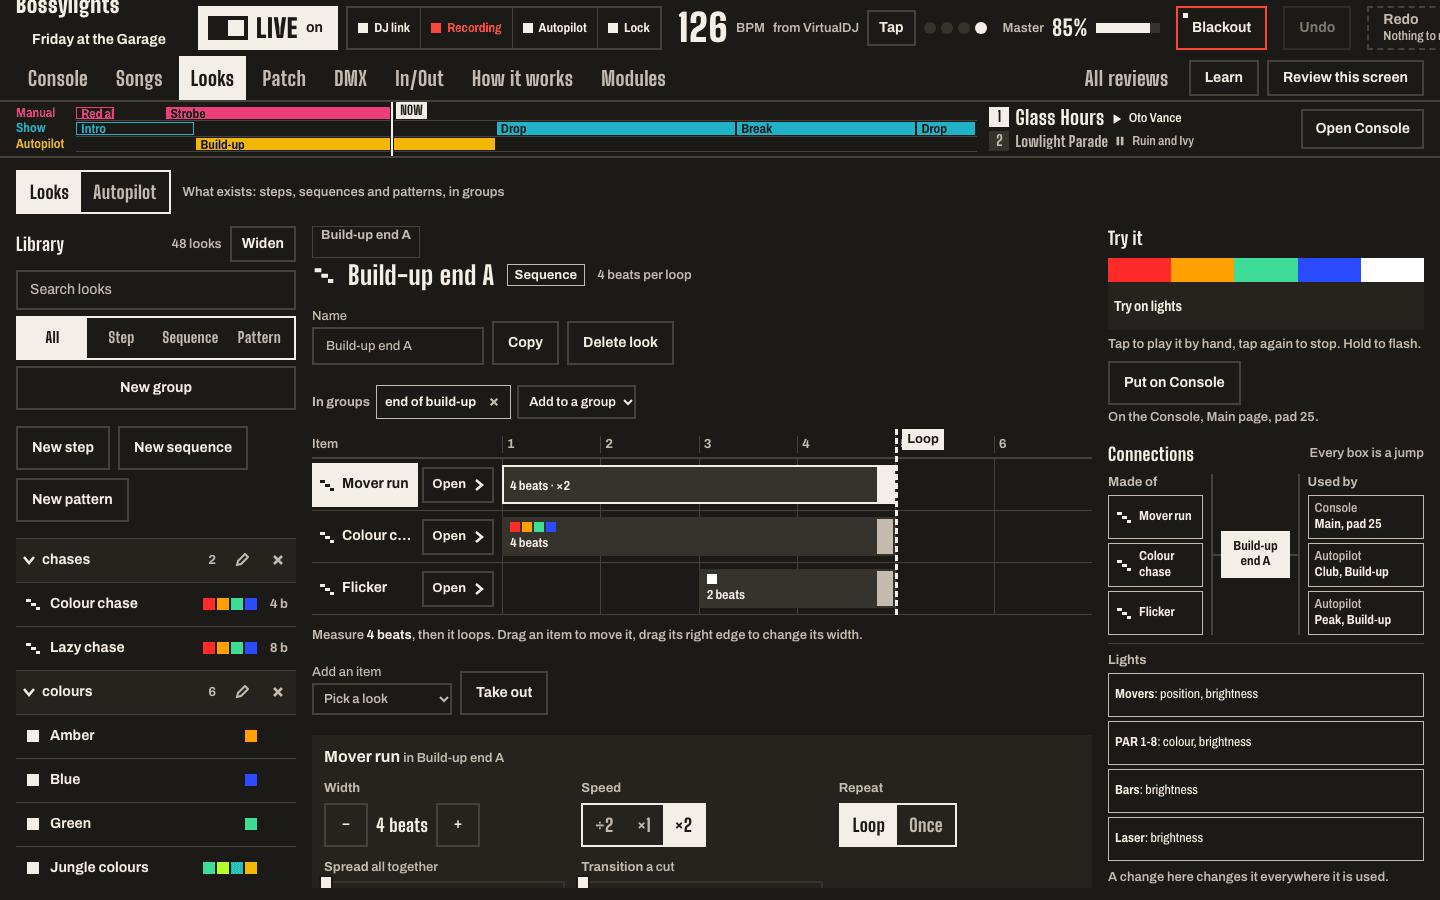 Bossylights
Friday at the Garage
LIVE on
DJ link
Recording
Autopilot
Lock
126 BPM from VirtualDJ
Tap
Master 85%
Blackout
Undo
Redo
Nothing to
Console
Songs
Looks
Patch
DMX
In/Out
How it works
Modules
All reviews
Learn
Review this screen
Manual
Red al
Strobe
NOW
Show
Intro
Drop
Break
Drop
Autopilot
Build-up
1 Glass Hours Oto Vance
2 Lowlight Parade Ruin and Ivy
Open Console
Looks
Autopilot
What exists: steps, sequences and patterns, in groups
Library
48 looks
Widen
Search looks
All
Step
Sequence
Pattern
New group
New step
New sequence
New pattern
chases 2
Colour chase 4 b
Lazy chase 8 b
colours 6
Amber
Blue
Green
Jungle colours
Build-up end A
Build-up end A
Sequence
4 beats per loop
Name
Build-up end A
Copy
Delete look
In groups
end of build-up ×
Add to a group
Item 1 2 3 4 Loop 6
Mover run
Open
4 beats · ×2
Colour c...
Open
4 beats
Flicker
Open
2 beats
Measure 4 beats, then it loops. Drag an item to move it, drag its right edge to change its width.
Add an item
Pick a look
Take out
Mover run in Build-up end A
Width
− 4 beats +
Speed
÷2 ×1 ×2
Repeat
Loop Once
Spread all together
Transition a cut
Try it
Try on lights
Tap to play it by hand, tap again to stop. Hold to flash.
Put on Console
On the Console, Main page, pad 25.
Connections
Every box is a jump
Made of
Mover run
Colour
chase
Flicker
Build-up
end A
Used by
Console
Main, pad 25
Autopilot
Club, Build-up
Autopilot
Peak, Build-up
Lights
Movers: position, brightness
PAR 1-8: colour, brightness
Bars: brightness
Laser: brightness
A change here changes it everywhere it is used.